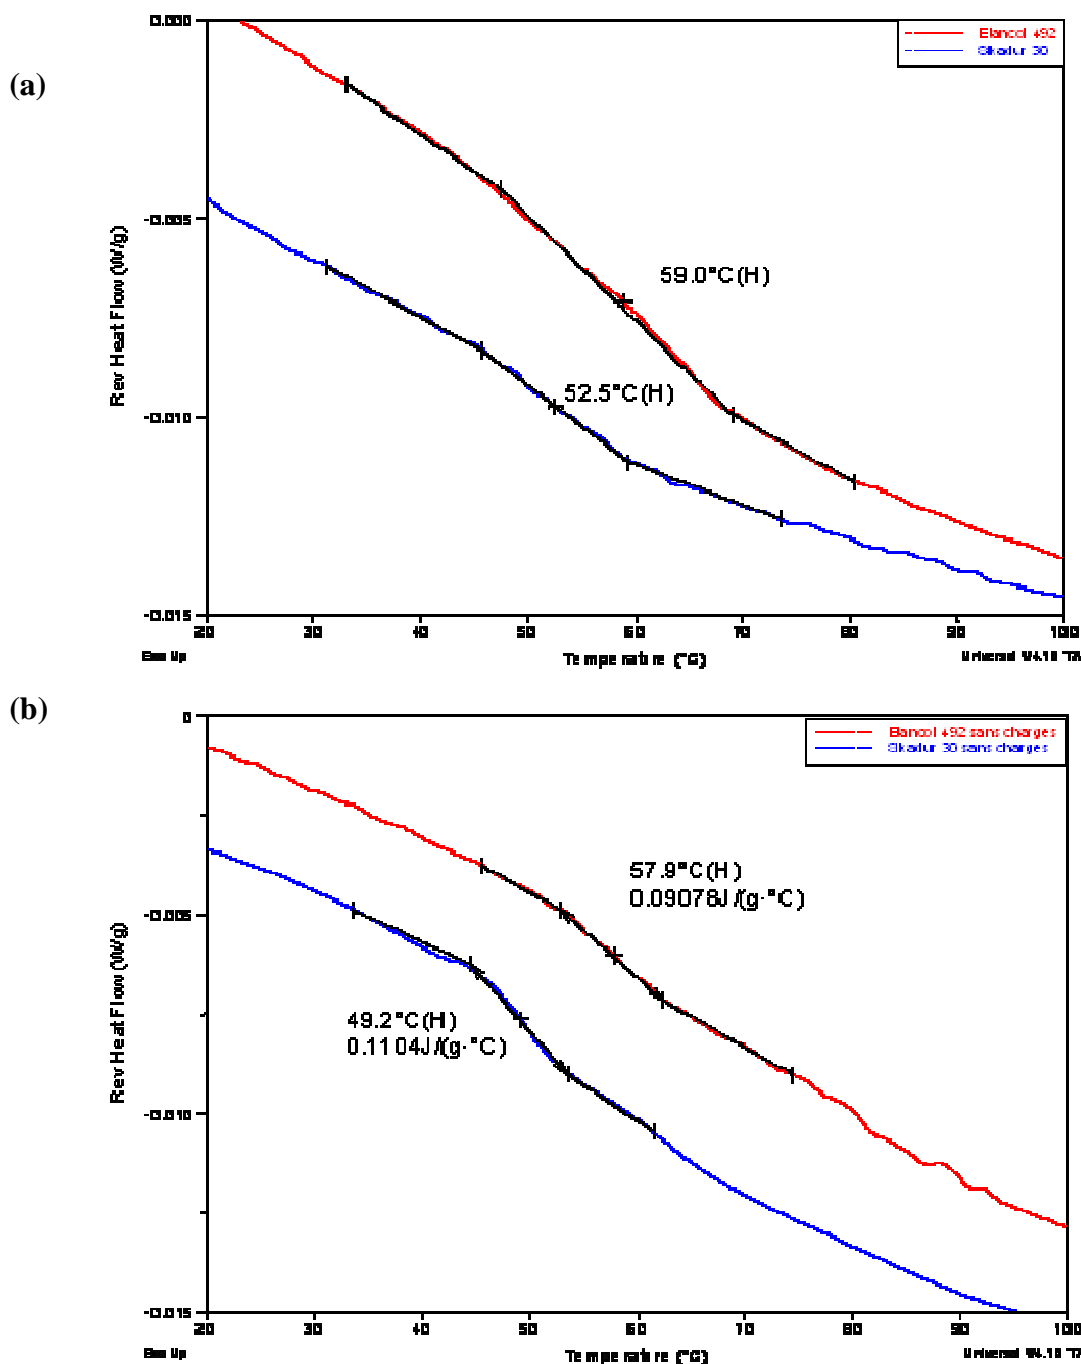 (a)
0.000
Elancol 492
Sikadur 30
-0.005
Rev Heat Flow (W/g)
59.0°C(H)
-0.010
52.5°C(H)
-0.015
20
30
40
50
60
70
80
90
100
Exo Up
Temperature (°C)
Universal V4.1D TA
(b)
0
Elancol 492 sans charges
Sikadur 30 sans charges
57.9°C(H)
0.09078J/(g·°C)
-0.005
Rev Heat Flow (W/g)
49.2°C(H)
0.1104J/(g·°C)
-0.010
-0.015
20
30
40
50
60
70
80
90
100
Exo Up
Temperature (°C)
Universal V4.1D TA